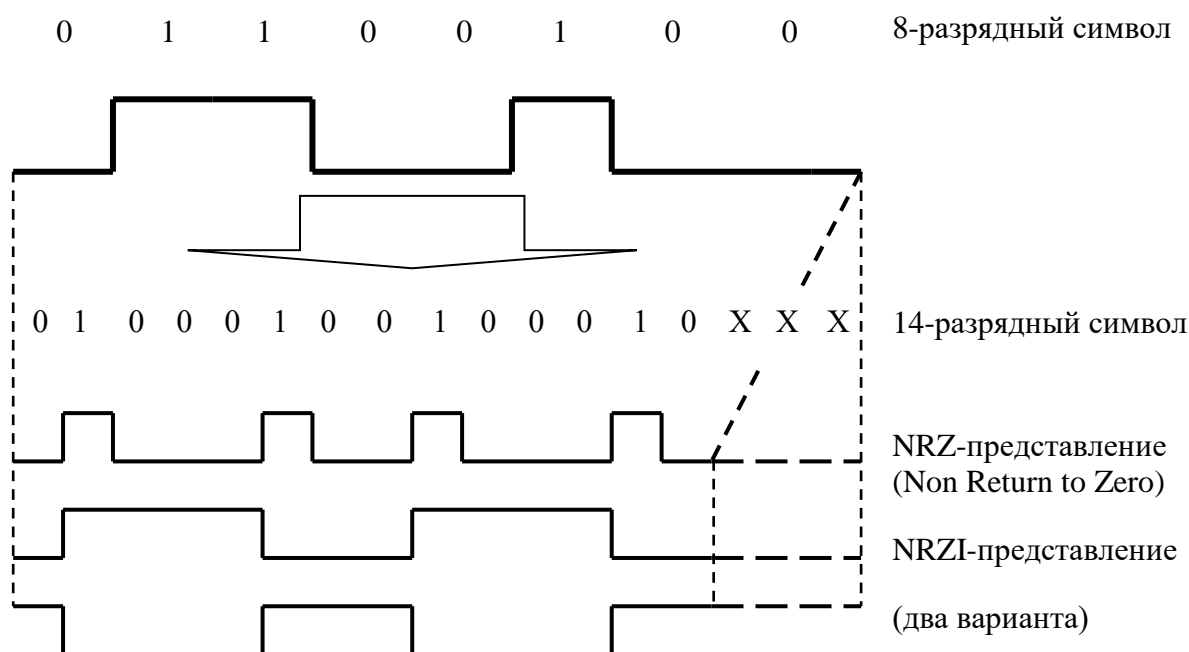 0 1 1 0 0 1 0 0 8-разрядный символ
0 1 0 0 0 1 0 0 1 0 0 0 1 0 X X X 14-разрядный символ
NRZ-представление
(Non Return to Zero)
NRZI-представление
(два варианта)